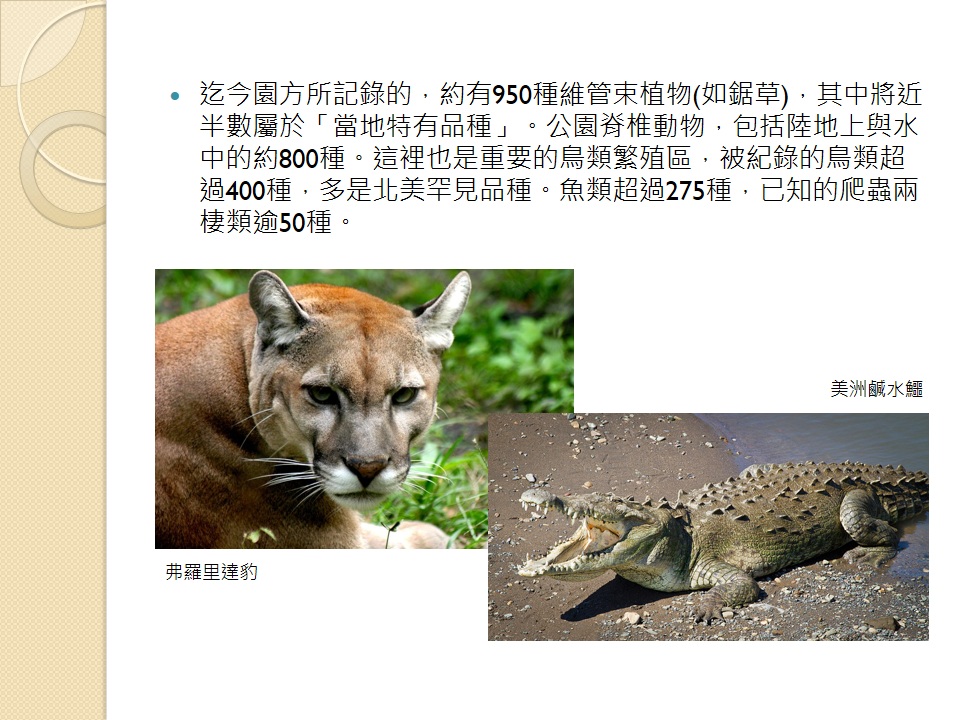 迄今園方所記錄的，約有950種維管束植物(如鋸草)，其中將近
半數屬於「當地特有品種」。公園脊椎動物，包括陸地上與水
中的約800種。這裡也是重要的鳥類繁殖區，被紀錄的鳥類超
過400種，多是北美罕見品種。魚類超過275種，已知的爬蟲兩
棲類逾50種。
美洲鹹水鱷
弗羅里達豹